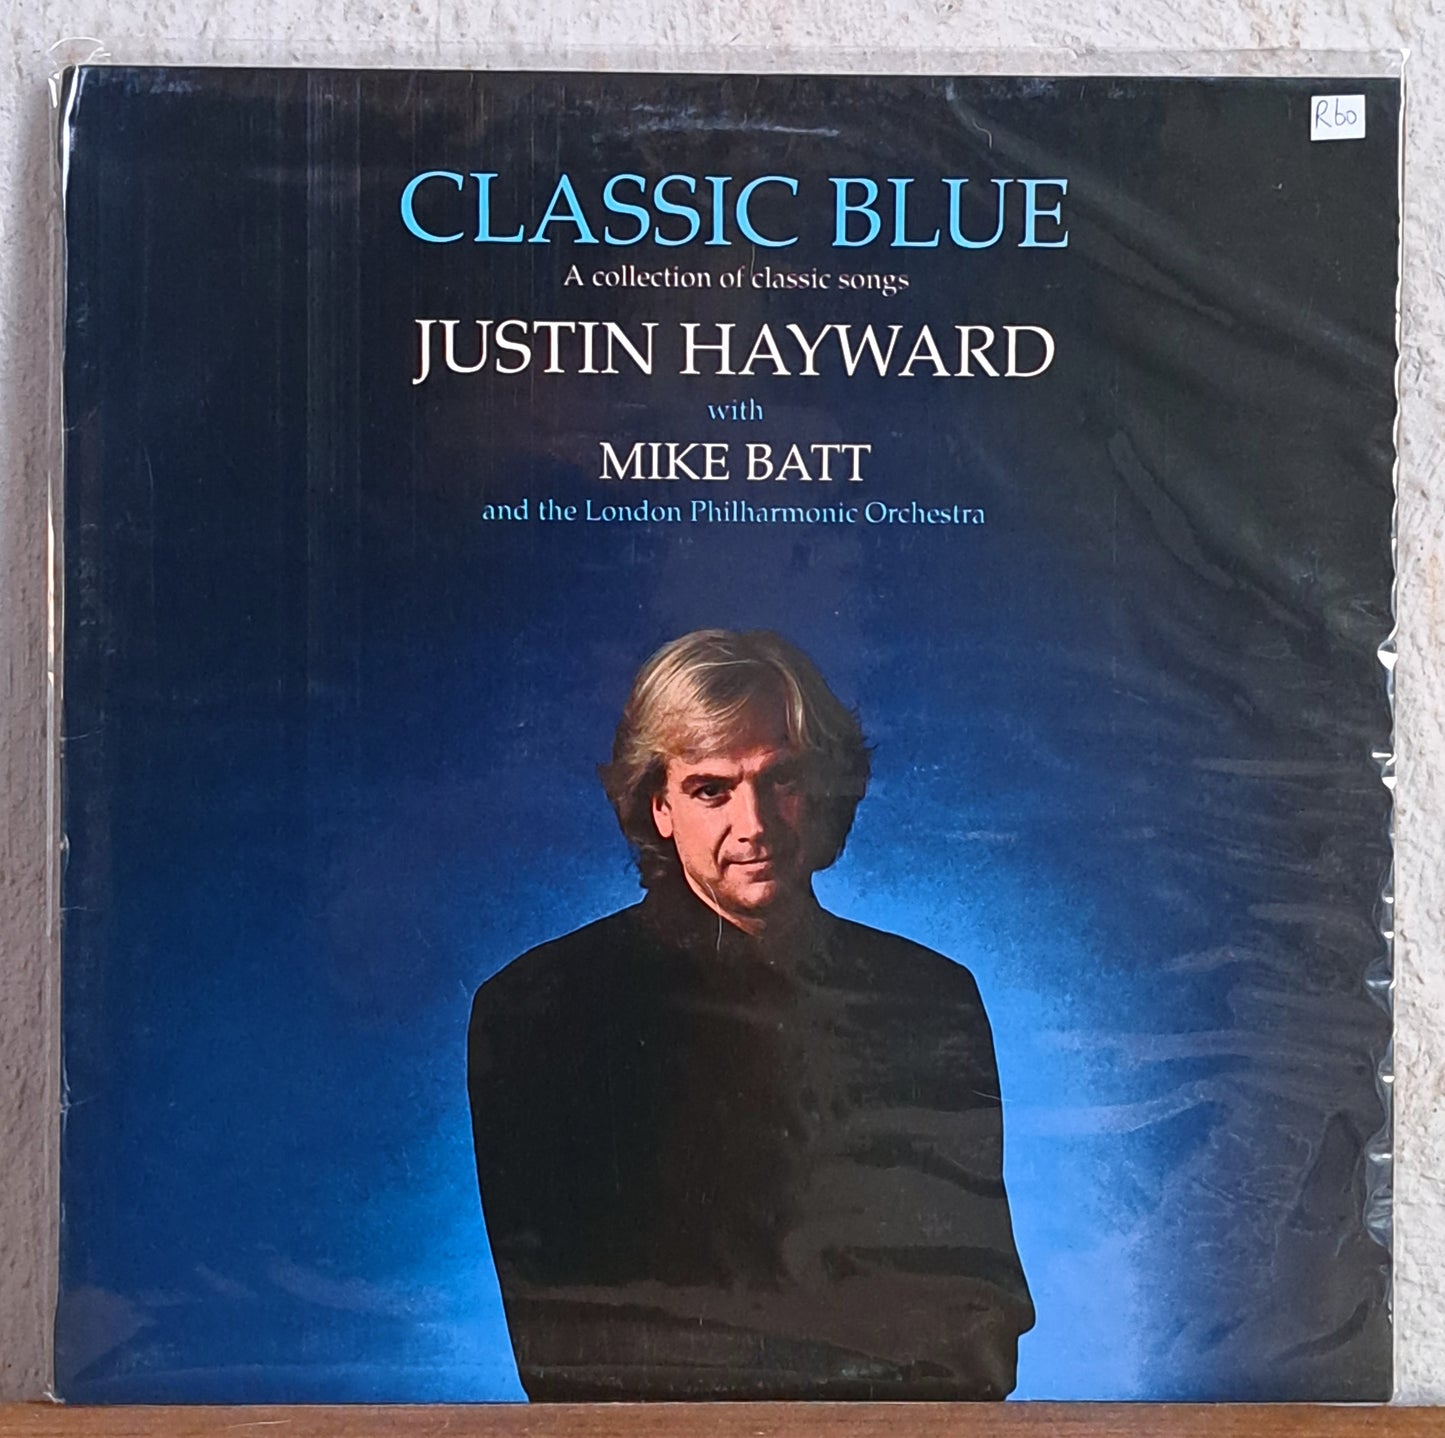 R60
CLASSIC BLUE
A collection of classic songs
JUSTIN HAYWARD
with
MIKE BATT
and the London Philharmonic Orchestra